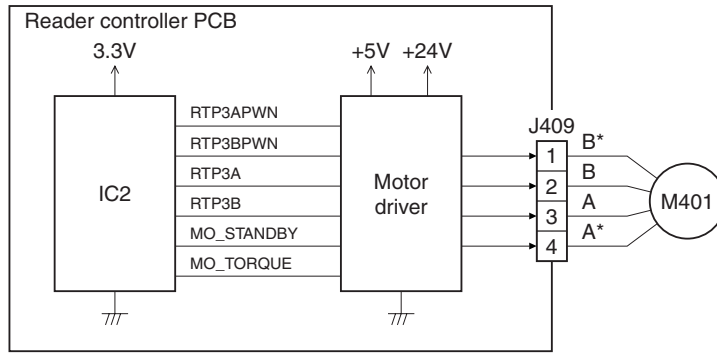 Reader controller PCB
3.3V
+5V
+24V
RTP3APWN
RTP3BPWN
RTP3A
RTP3B
MO_STANDBY
MO_TORQUE
IC2
Motor
driver
J409
1
2
3
4
B*
B
A
A*
M401